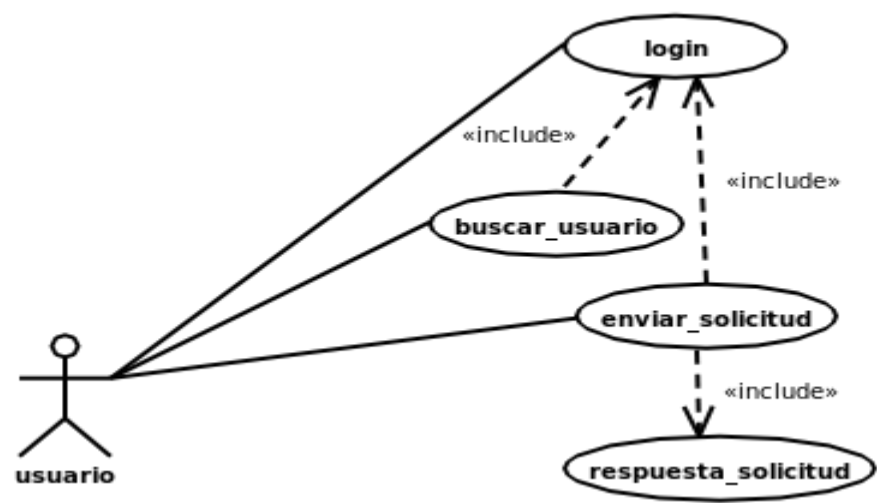 login
«include»
«include»
buscar_usuario
enviar_solicitud
«include»
respuesta_solicitud
usuario